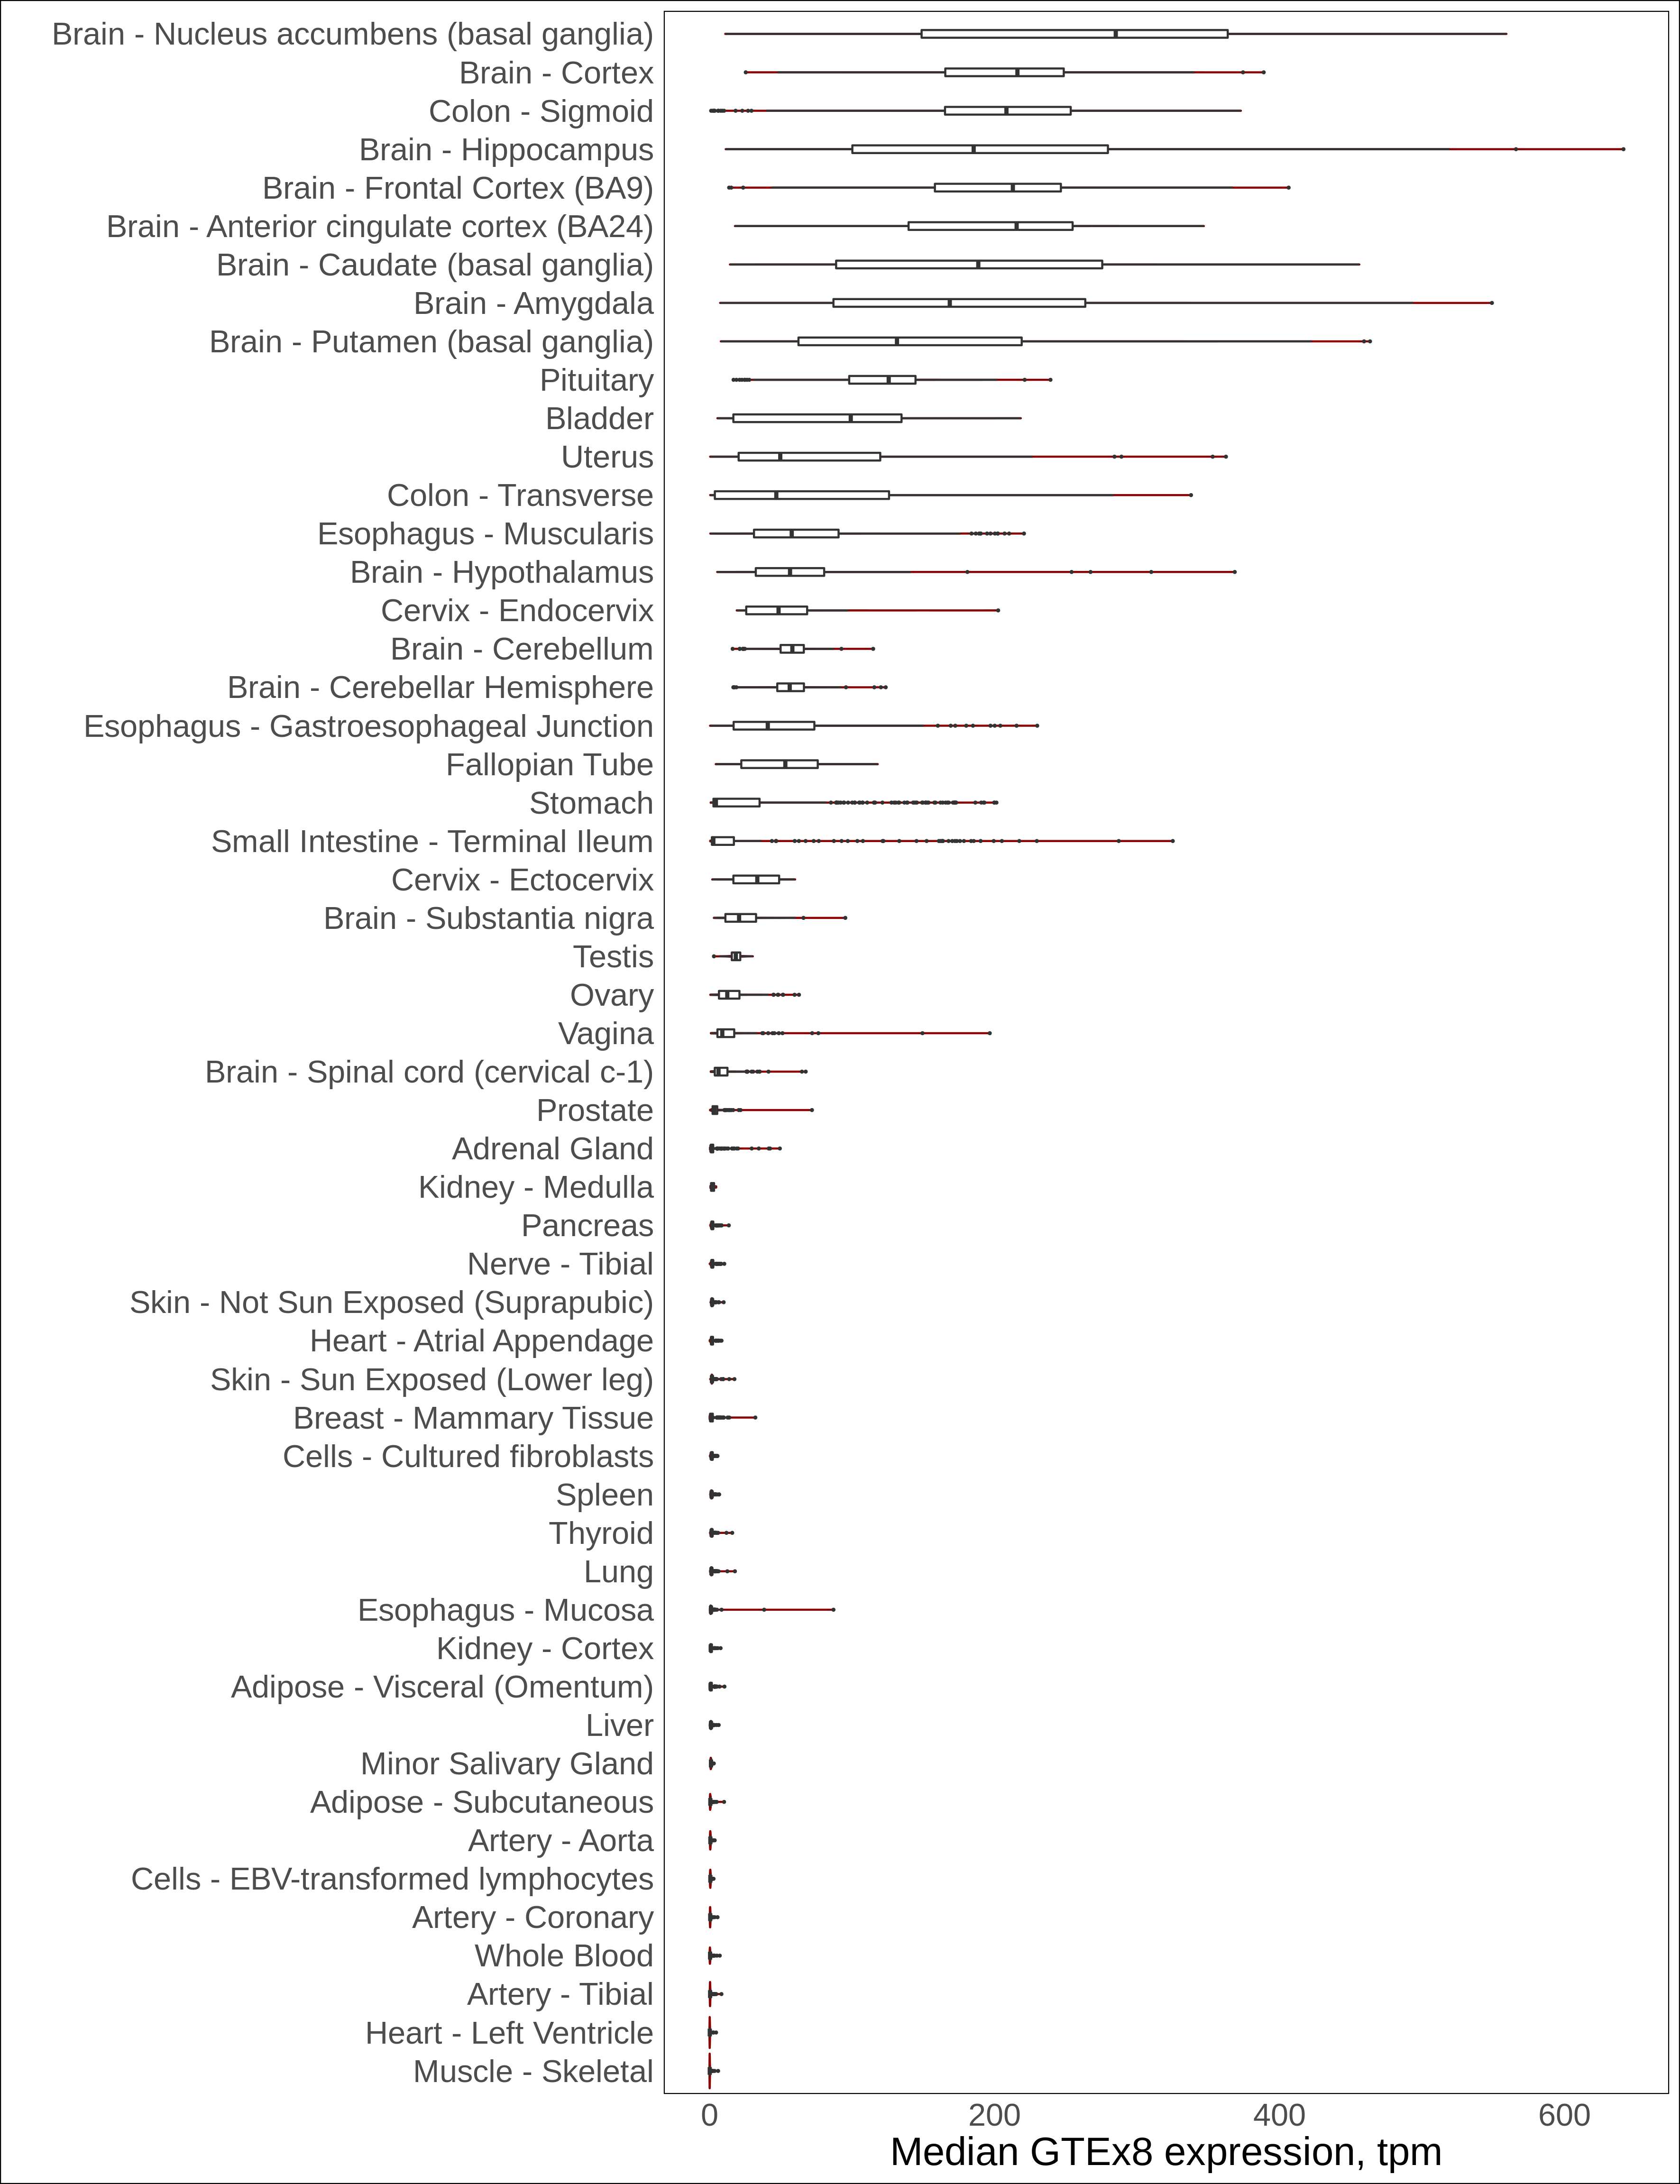 Brain - Nucleus accumbens (basal ganglia)
Brain - Cortex
Colon - Sigmoid
Brain - Hippocampus
Brain - Frontal Cortex (BA9)
Brain - Anterior cingulate cortex (BA24)
Brain - Caudate (basal ganglia)
Brain - Amygdala
Brain - Putamen (basal ganglia)
Pituitary
Bladder
Uterus
Colon - Transverse
Esophagus - Muscularis
Brain - Hypothalamus
Cervix - Endocervix
Brain - Cerebellum
Brain - Cerebellar Hemisphere
Esophagus - Gastroesophageal Junction
Fallopian Tube
Stomach
Small Intestine - Terminal Ileum
Cervix - Ectocervix
Brain - Substantia nigra
Testis
Ovary
Vagina
Brain - Spinal cord (cervical c-1)
Prostate
Adrenal Gland
Kidney - Medulla
Pancreas
Nerve - Tibial
Skin - Not Sun Exposed (Suprapubic)
Heart - Atrial Appendage
Skin - Sun Exposed (Lower leg)
Breast - Mammary Tissue
Cells - Cultured fibroblasts
Spleen
Thyroid
Lung
Esophagus - Mucosa
Kidney - Cortex
Adipose - Visceral (Omentum)
Liver
Minor Salivary Gland
Adipose - Subcutaneous
Artery - Aorta
Cells - EBV-transformed lymphocytes
Artery - Coronary
Whole Blood
Artery - Tibial
Heart - Left Ventricle
Muscle - Skeletal
0 200 400 600
Median GTEx8 expression, tpm